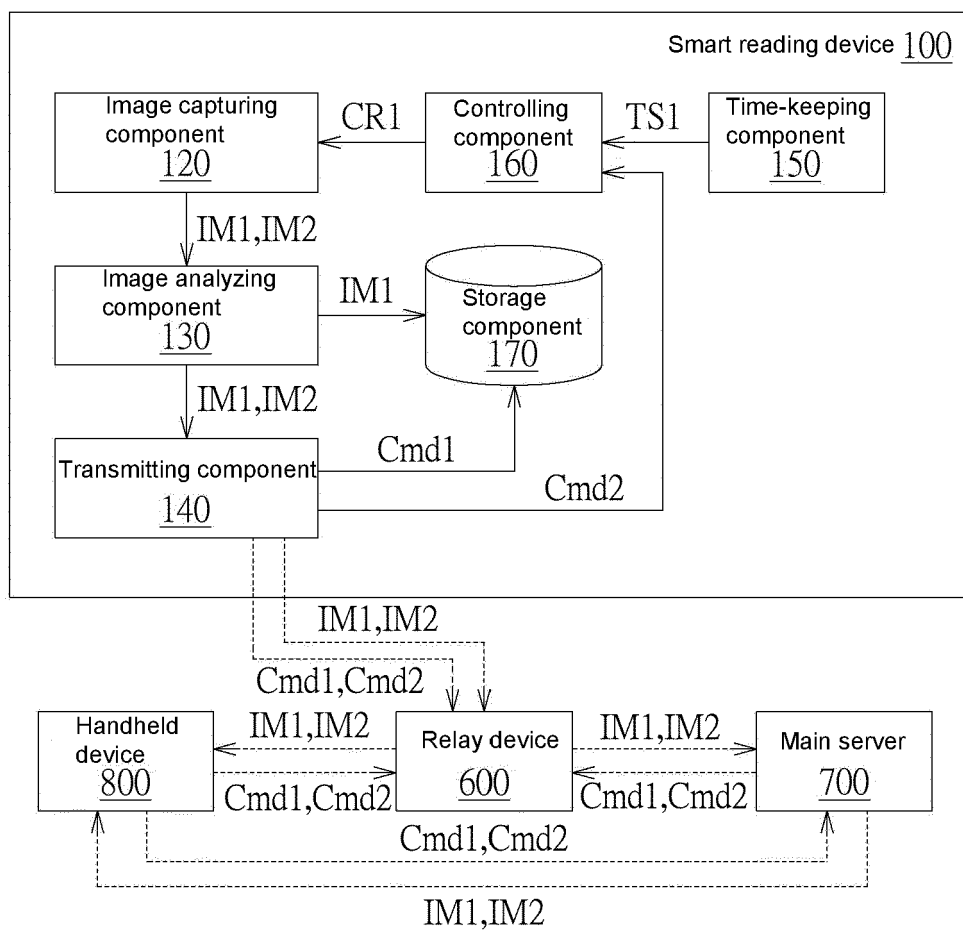 Smart reading device 100
Image capturing
component
120
CR1
Controlling
component
160
TS1
Time-keeping
component
150
IM1,IM2
Image analyzing
component
130
IM1
Storage
component
170
IM1,IM2
Transmitting component
140
Cmd1
Cmd2
IM1,IM2
Cmd1,Cmd2
Handheld
device
800
IM1,IM2
Cmd1,Cmd2
Relay device
600
IM1,IM2
Cmd1,Cmd2
Main server
700
Cmd1,Cmd2
IM1,IM2